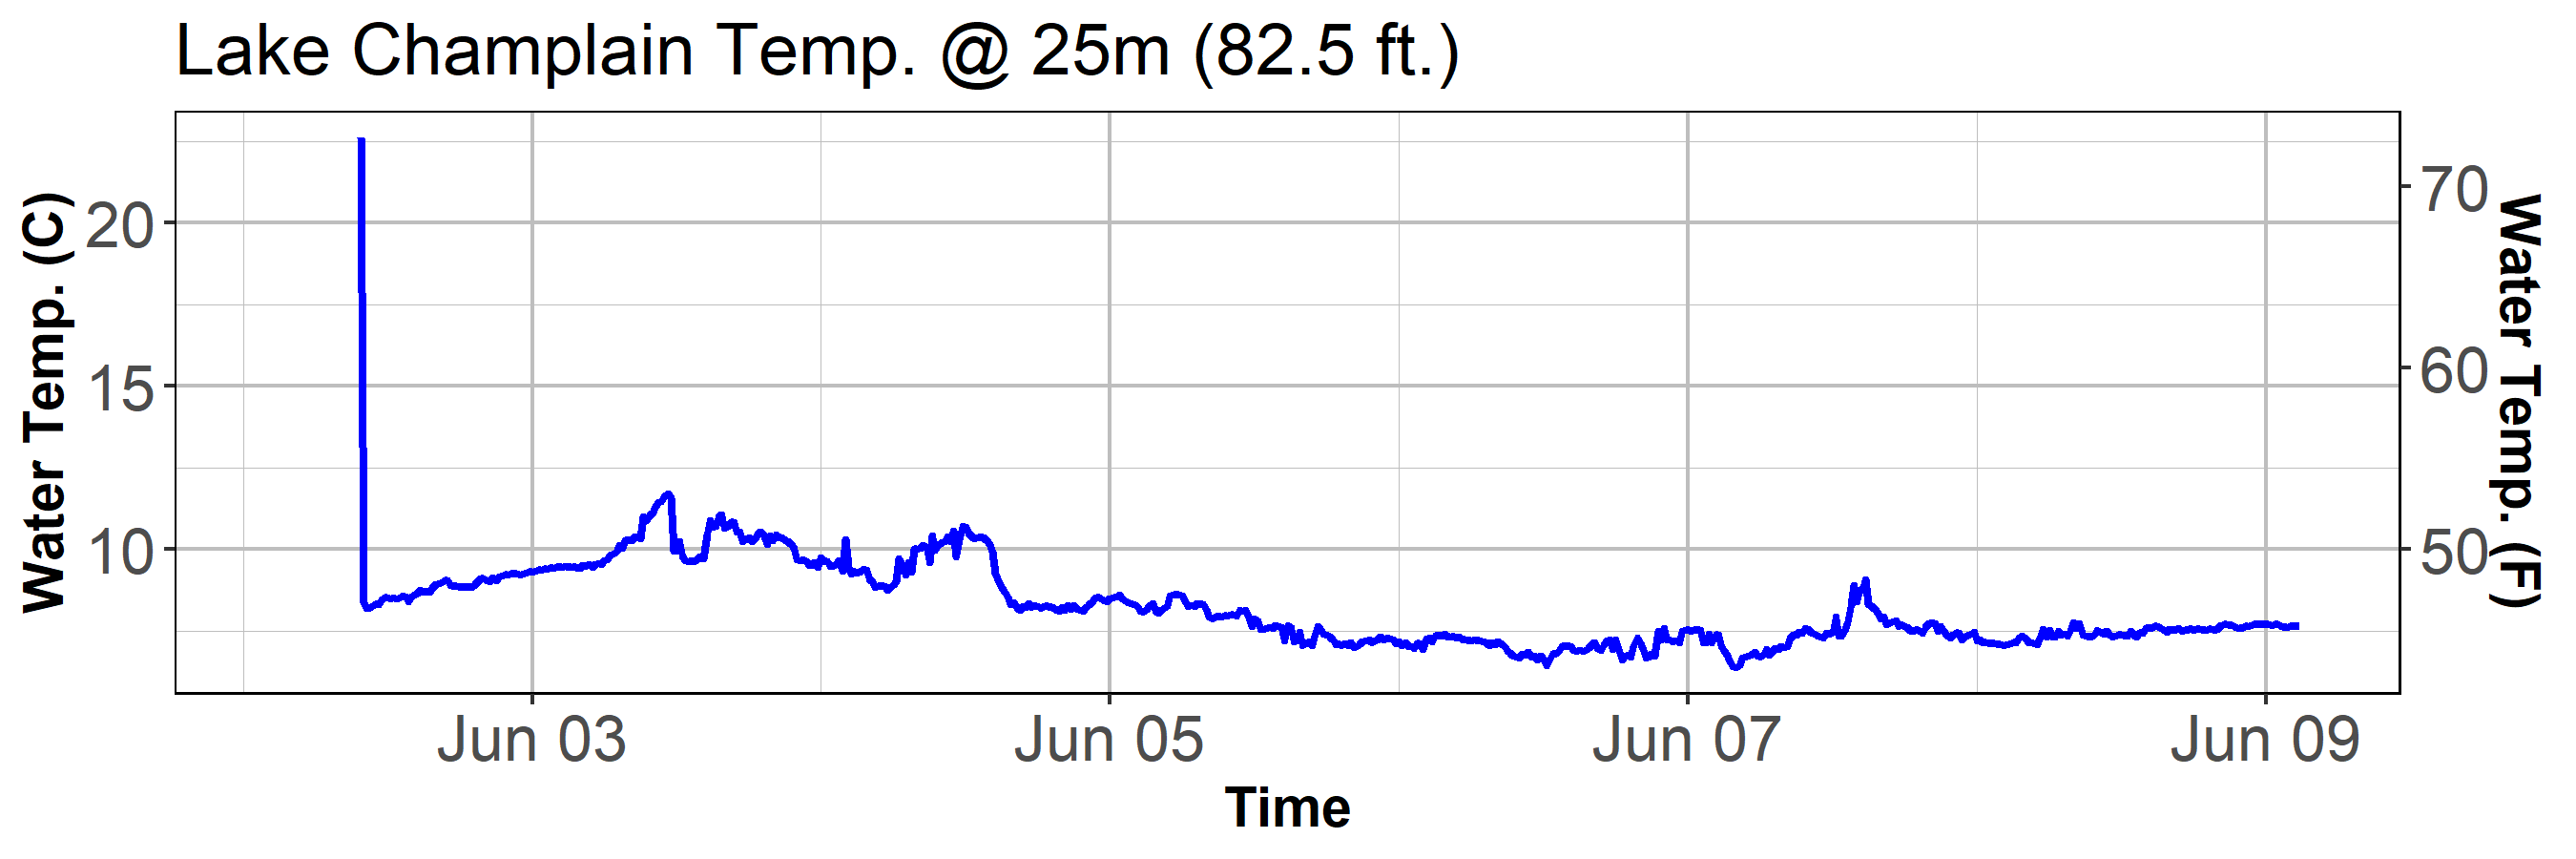 Lake Champlain Temp. @ 25m (82.5 ft.)
Water Temp. (C)
20
15
10
70
60
50
Water Temp. (F)
Jun 03
Jun 05
Jun 07
Jun 09
Time